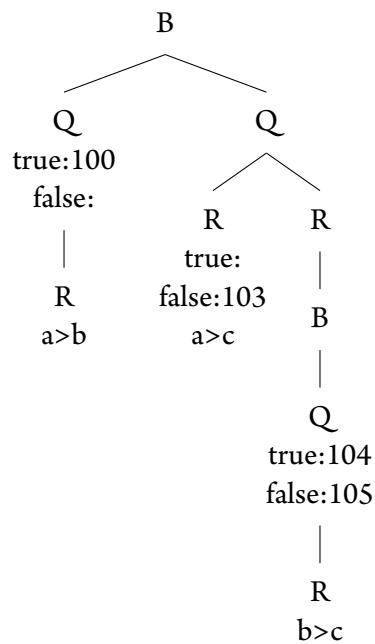 B
Q Q
true:100
false:
R R
true:
false:103
a>c
R
a>b
B
Q
true:104
false:105
R
b>c